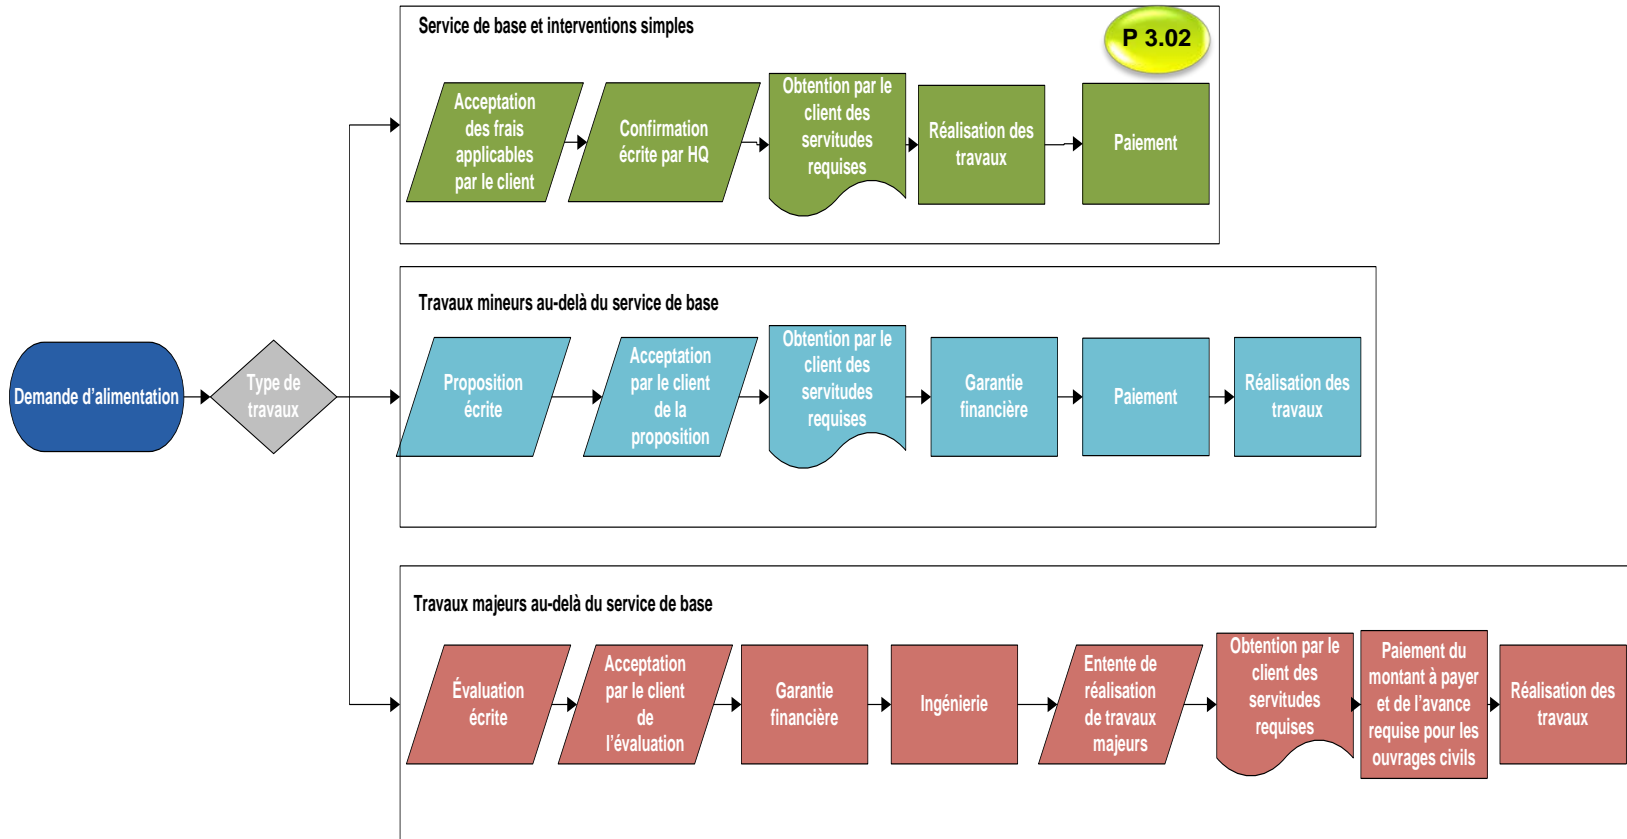 Service de base et interventions simples
P 3.02
Acceptation
des frais
applicables
par le client
Confirmation
écrite par HQ
Obtention par le
client des
servitudes
requises
Réalisation des
travaux
Paiement
Demande d'alimentation
Type de
travaux
Travaux mineurs au-delà du service de base
Proposition
écrite
Acceptation
par le client
de la
proposition
Obtention par le
client des
servitudes
requises
Garantie
financière
Paiement
Réalisation des
travaux
Travaux majeurs au-delà du service de base
Évaluation
écrite
Acceptation
par le client
de
l'évaluation
Garantie
financière
Ingénierie
Entente de
réalisation
de travaux
majeurs
Obtention par le
client des
servitudes
requises
Paiement du
montant à payer
et de l'avance
requise pour les
ouvrages civils
Réalisation des
travaux